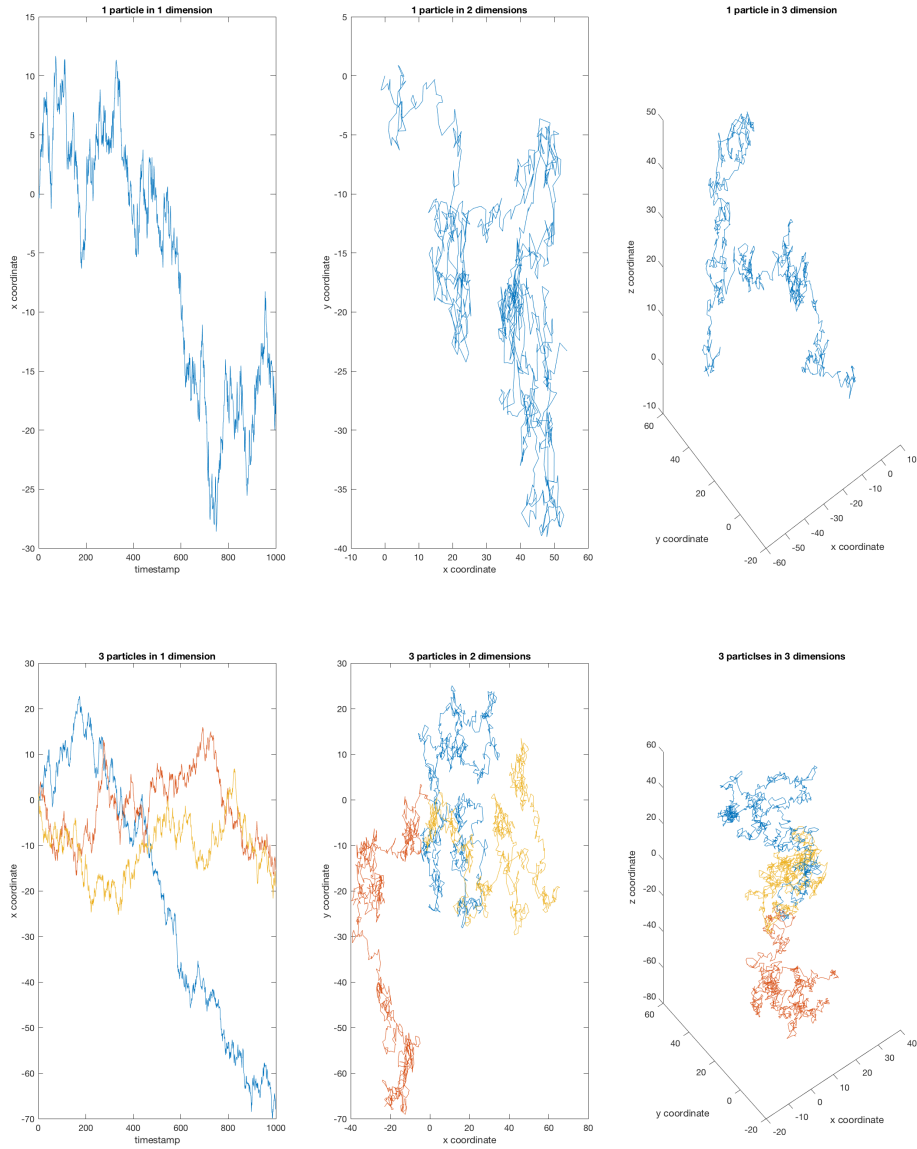 1 particle in 1 dimension
15
10
5
0
-5
-10
-15
-20
-25
-30
x coordinate
0 200 400 600 800 1000
timestamp
1 particle in 2 dimensions
5
0
-5
-10
-15
-20
-25
-30
-35
-40
y coordinate
-10 0 10 20 30 40 50 60
x coordinate
1 particle in 3 dimension
50
40
30
20
10
0
-10
z coordinate
60
40
20
0
-20
y coordinate
-60 -50 -40 -30 -20 -10 0 10
x coordinate
3 particles in 1 dimension
30
20
10
0
-10
-20
-30
-40
-50
-60
-70
x coordinate
0 200 400 600 800 1000
timestamp
3 particles in 2 dimensions
30
20
10
0
-10
-20
-30
-40
-50
-60
-70
y coordinate
-40 -20 0 20 40 60 80
x coordinate
3 particlses in 3 dimensions
60
40
20
0
-20
-40
-60
-80
z coordinate
60
40
20
0
-20
y coordinate
-20 -10 0 10 20 30 40
x coordinate